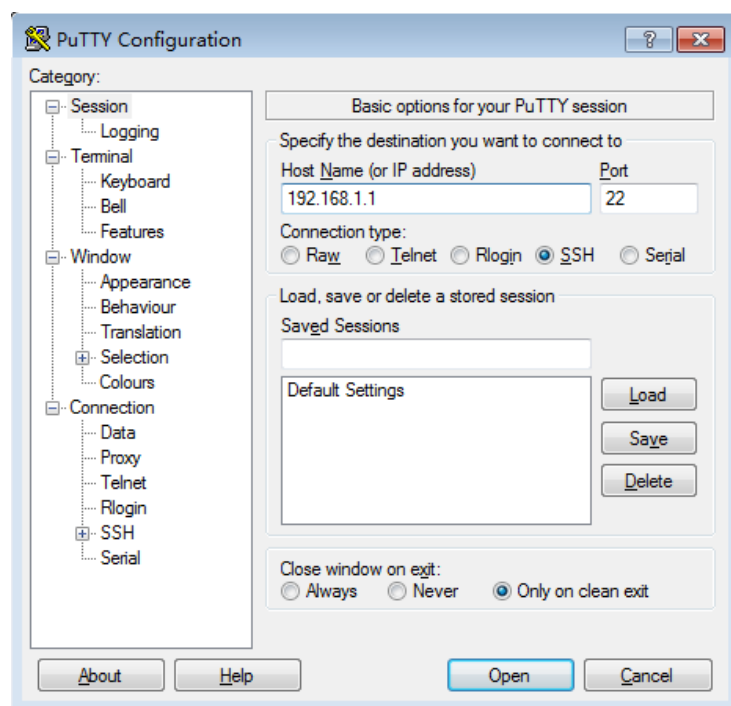 PuTTY Configuration
Category:
Session
Logging
Terminal
Keyboard
Bell
Features
Window
Appearance
Behaviour
Translation
Selection
Colours
Connection
Data
Proxy
Telnet
Rlogin
SSH
Serial
Basic options for your PuTTY session
Specify the destination you want to connect to
Host Name (or IP address) Port
192.168.1.1 22
Connection type:
Raw Telnet Rlogin SSH Serial
Load, save or delete a stored session
Saved Sessions
Default Settings
Load
Save
Delete
Close window on exit:
Always Never Only on clean exit
About Help Open Cancel